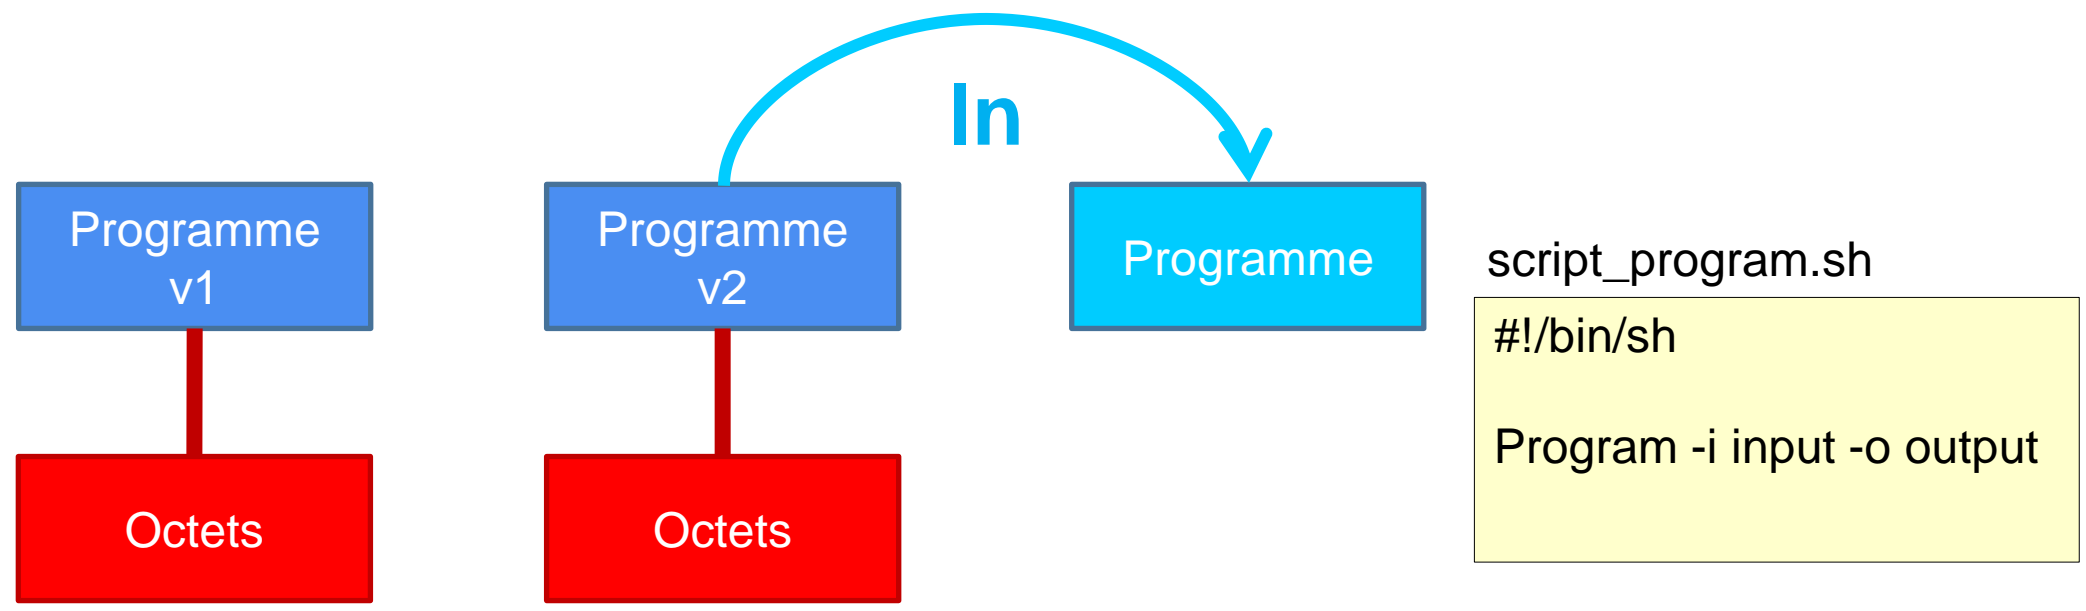 ln
Programme
v1
Programme
v2
Programme
script_program.sh
#!/bin/sh
Program -i input -o output
Octets
Octets